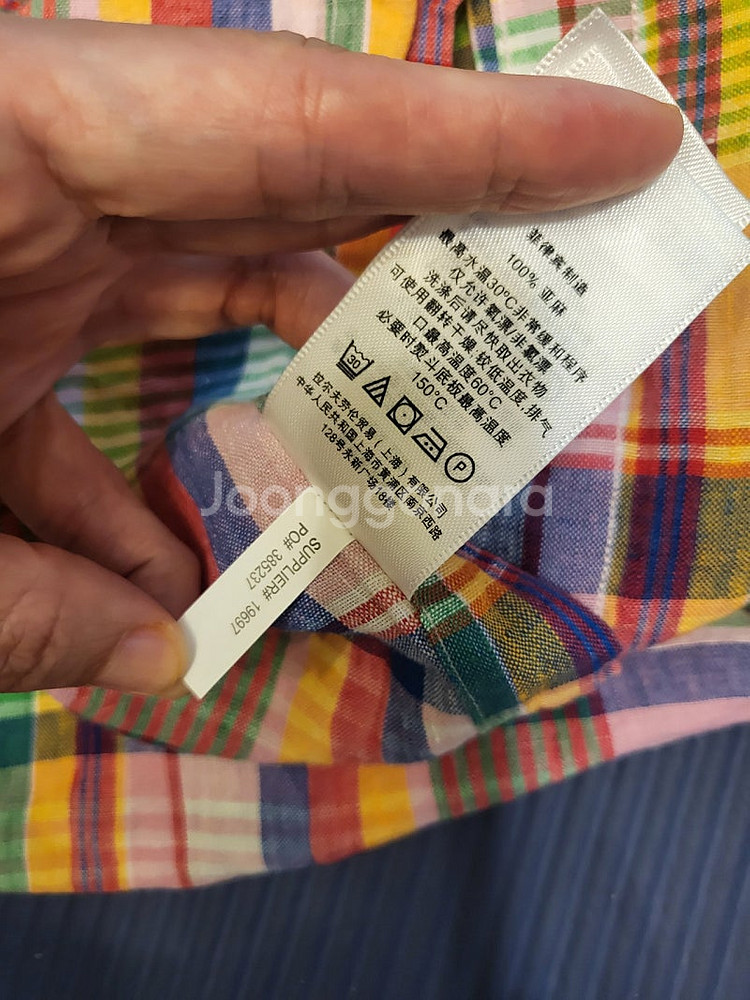 菲律宾制造
100% 亚麻
最高水温30°C非常缓和程序
仅允许氧漂/非氯漂
洗涤后请尽快取出衣物
可使用翻转干燥,较低温度,排气
口最高温度60°C
必要时熨斗底板最高温度
150°C
30
P
拉尔夫劳伦贸易（上海）有限公司
中华人民共和国上海市黄浦区南京西路
128号永新广场18楼
SUPPLIER# 19697
PO# 385237
Joonggonara